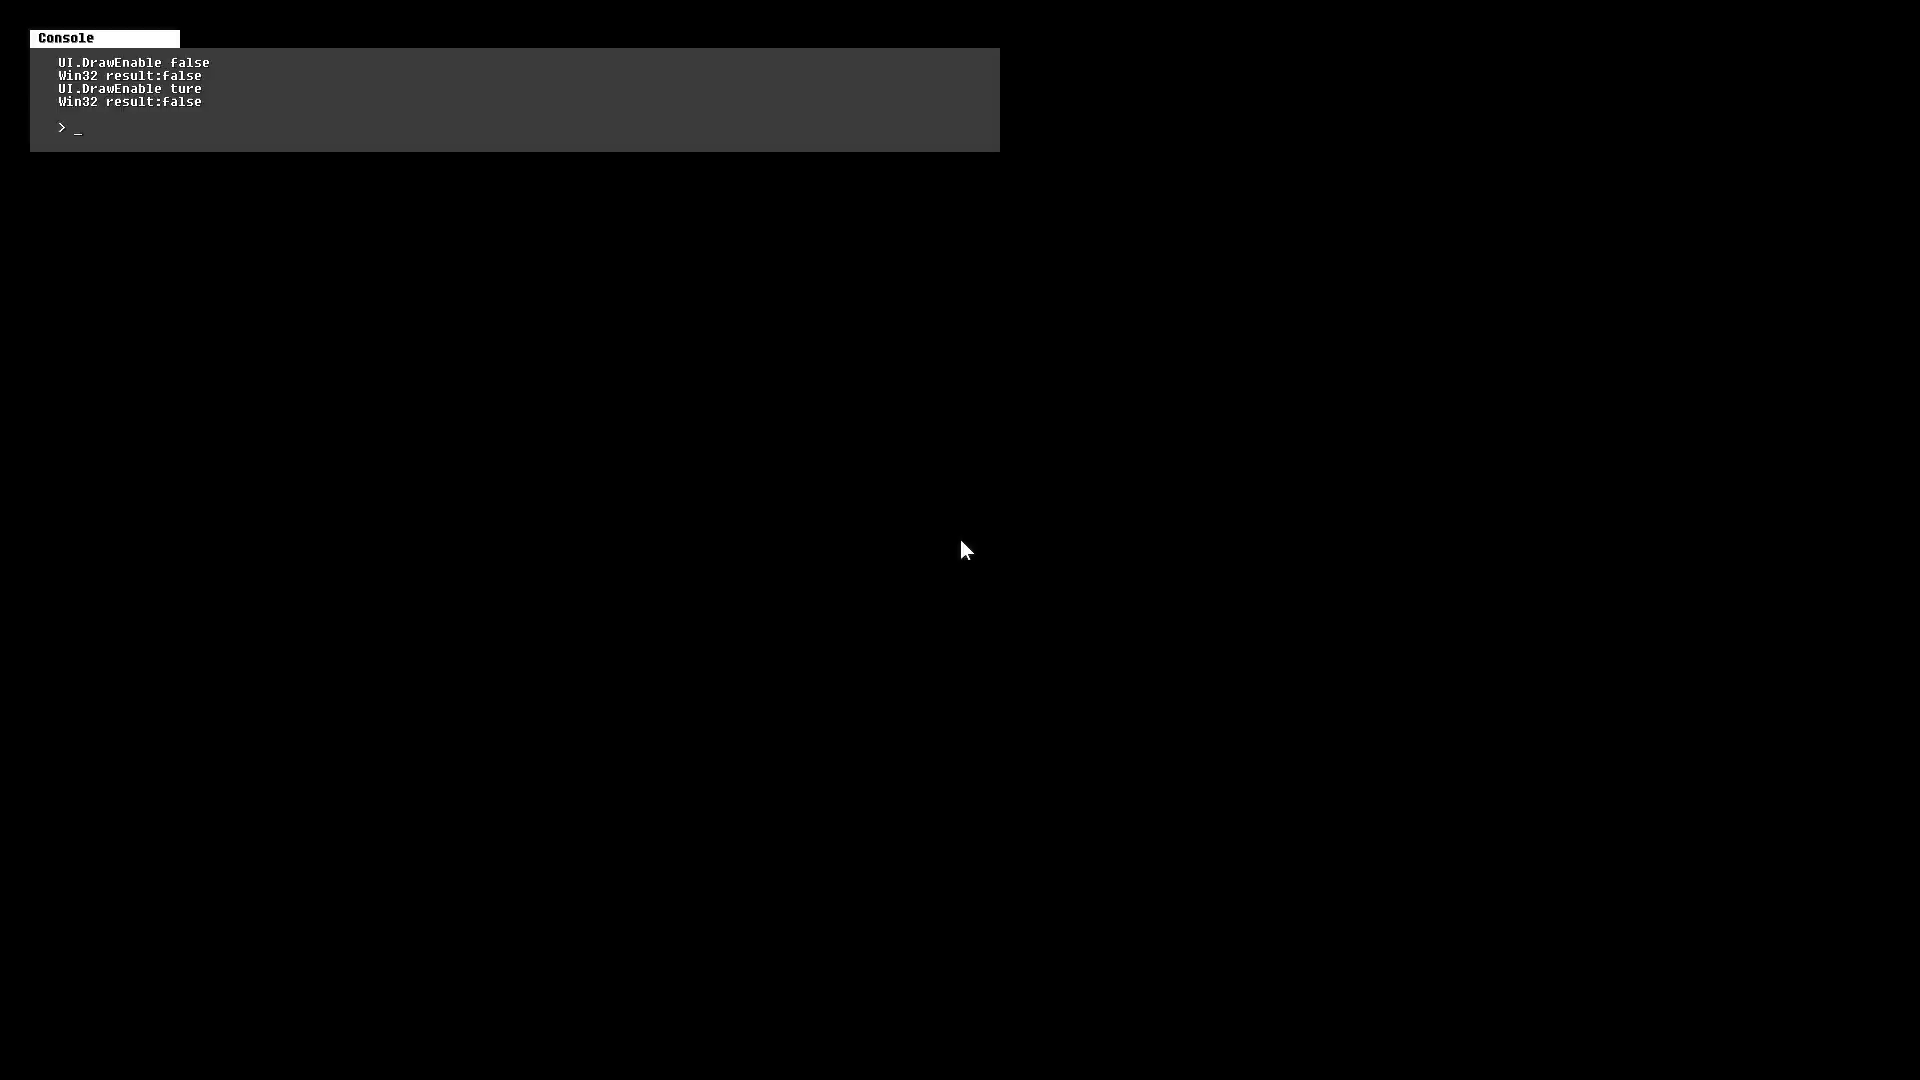 Console
UI.DrawEnable false
Win32 result:false
UI.DrawEnable ture
Win32 result:false
> _